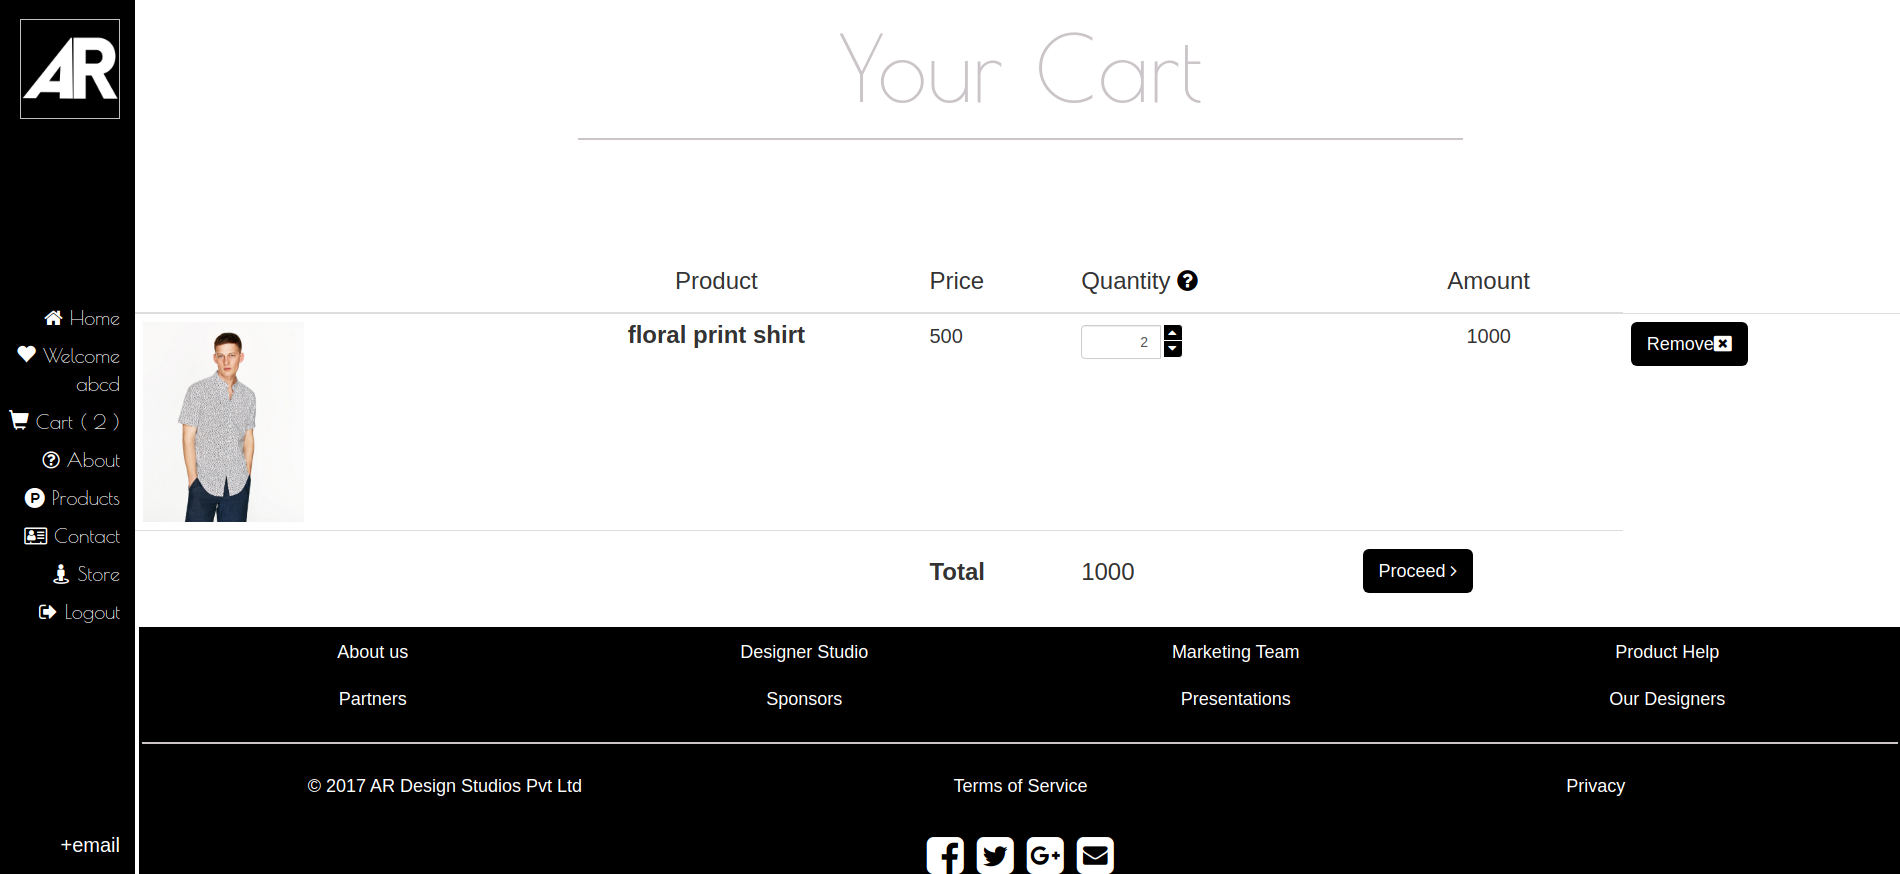 AR
Home
Welcome
abcd
Cart ( 2 )
About
Products
Contact
Store
Logout
+email
Your Cart
Product Price Quantity ? Amount
floral print shirt 500 2 1000 Remove
Total 1000 Proceed
About us Designer Studio Marketing Team Product Help
Partners Sponsors Presentations Our Designers
© 2017 AR Design Studios Pvt Ltd Terms of Service Privacy